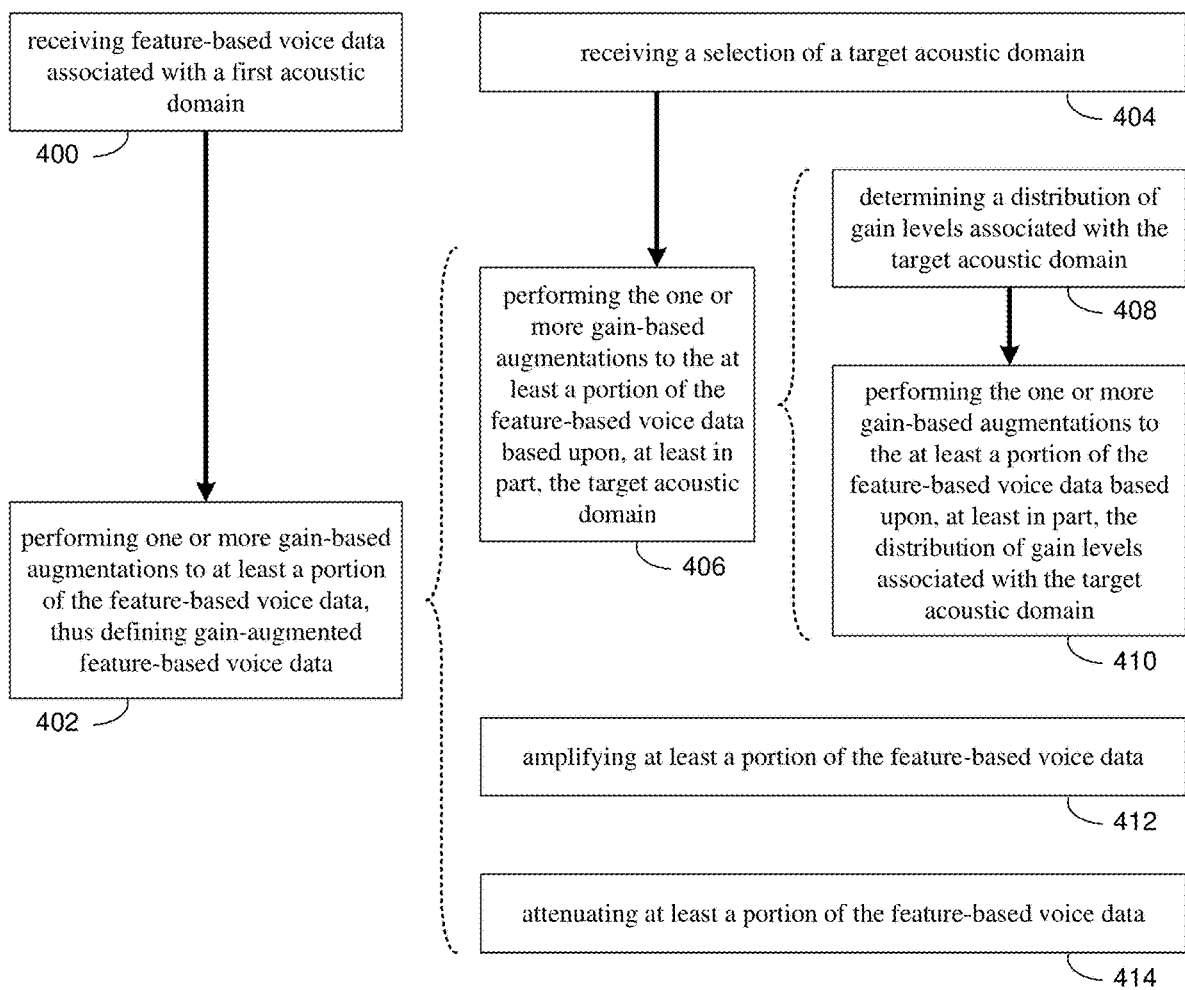 receiving feature-based voice data
associated with a first acoustic
domain
400
performing one or more gain-based
augmentations to at least a portion
of the feature-based voice data,
thus defining gain-augmented
feature-based voice data
402
receiving a selection of a target acoustic domain
404
performing the one or
more gain-based
augmentations to the at
least a portion of the
feature-based voice data
based upon, at least in
part, the target acoustic
domain
406
determining a distribution of
gain levels associated with the
target acoustic domain
408
performing the one or more
gain-based augmentations to
the at least a portion of the
feature-based voice data based
upon, at least in part, the
distribution of gain levels
associated with the target
acoustic domain
410
amplifying at least a portion of the feature-based voice data
412
attenuating at least a portion of the feature-based voice data
414